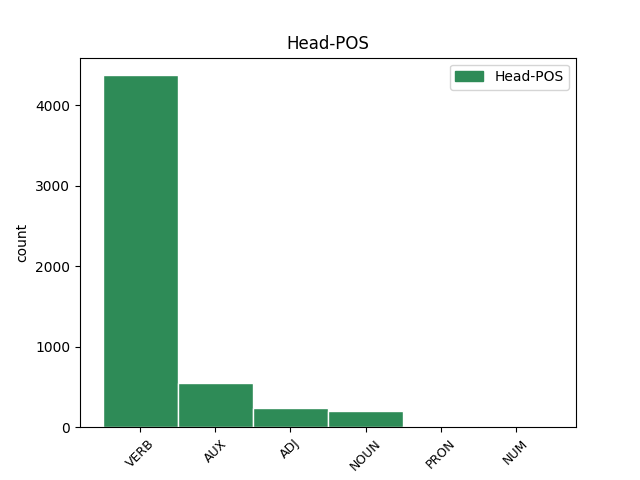 Head-POS
Head-POS
count
4000
3000
2000
1000
0
VERB
AUX
ADJ
NOUN
PRON
NUM